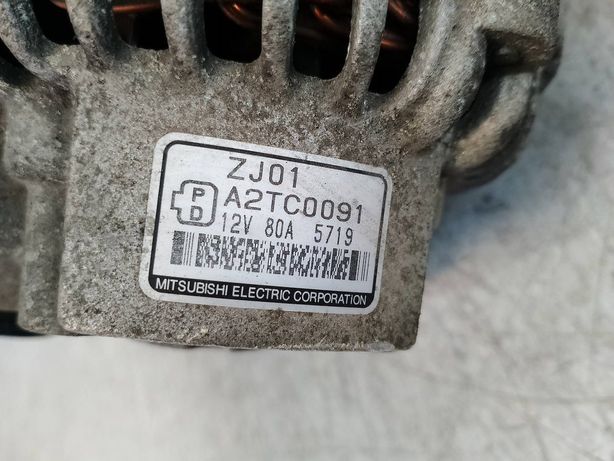 ZJ01
P D A2TC0091
12V 80A 5719
MITSUBISHI ELECTRIC CORPORATION